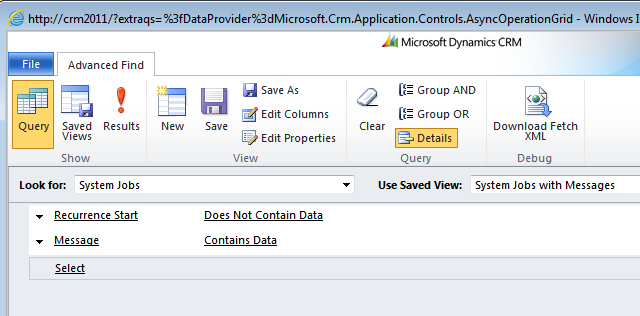 http://crm2011/?extraqs=%3fDataProvider%3dMicrosoft.Crm.Application.Controls.AsyncOperationGrid - Windows I
Microsoft Dynamics CRM
File Advanced Find
Query
Saved Views
Results
Show
New
Save
Save As
Edit Columns
Edit Properties
View
Clear
Group AND
Group OR
Details
Query
Download Fetch XML
Debug
Look for: System Jobs Use Saved View: System Jobs with Messages
Recurrence Start Does Not Contain Data
Message Contains Data
Select